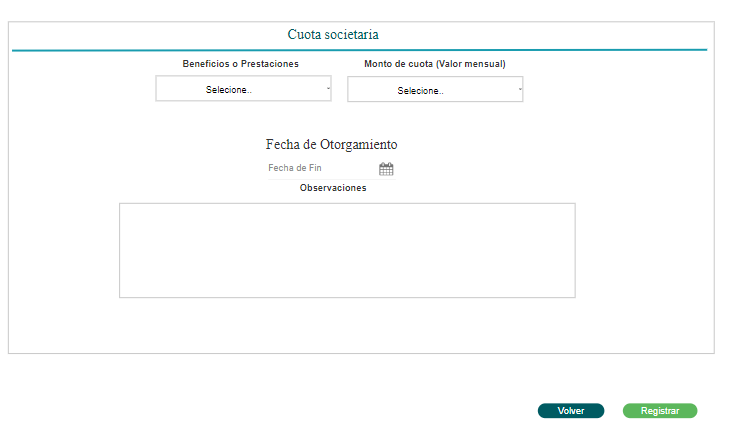 Cuota societaria
Beneficios o Prestaciones Monto de cuota (Valor mensual)
Selecione.. Selecione..
Fecha de Otorgamiento
Fecha de Fin
Observaciones
Volver Registrar